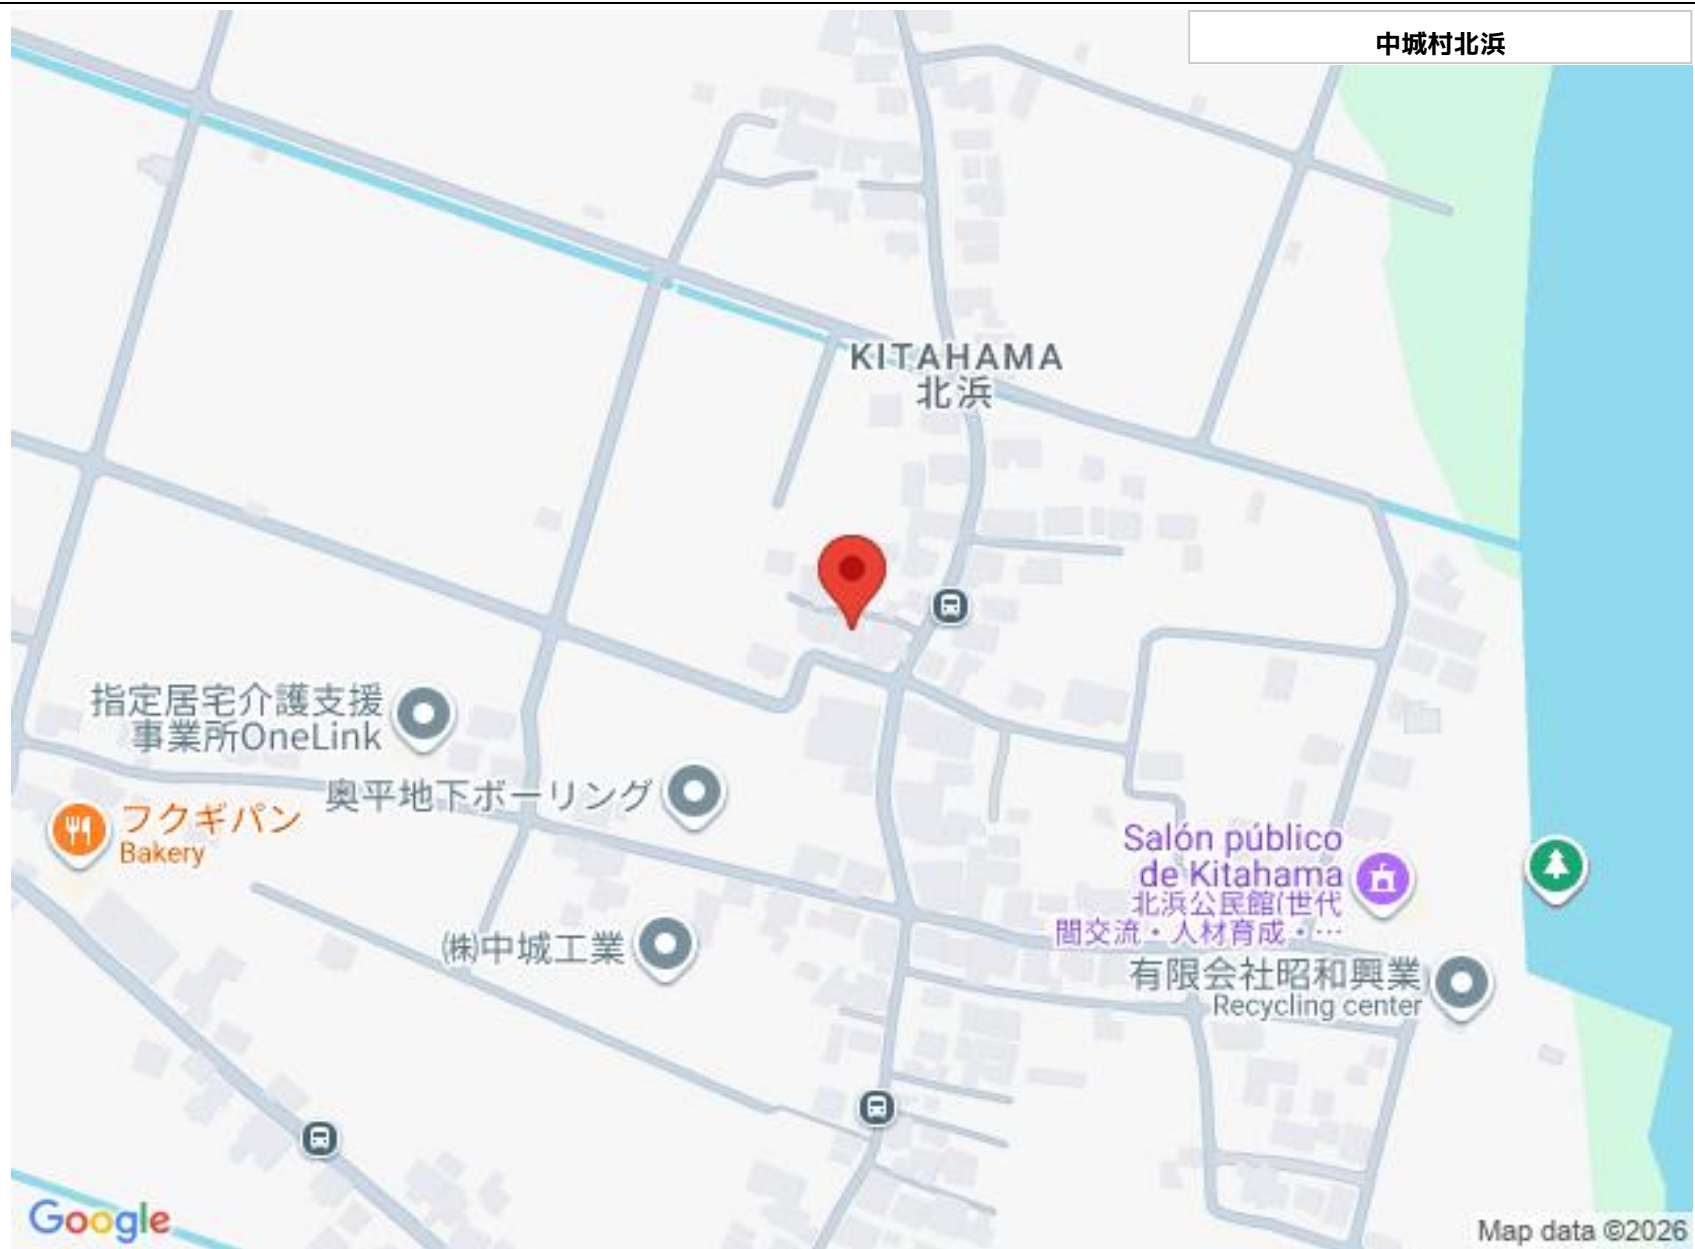 中城村北浜
KITAHAMA
北浜
指定居宅介護支援
事業所OneLink
奥平地下ボーリング
フクギパン
Bakery
Salón público
de Kitahama
北浜公民館(世代
間交流・人材育成・…
㈱中城工業
有限会社昭和興業
Recycling center
Google
Map data ©2026